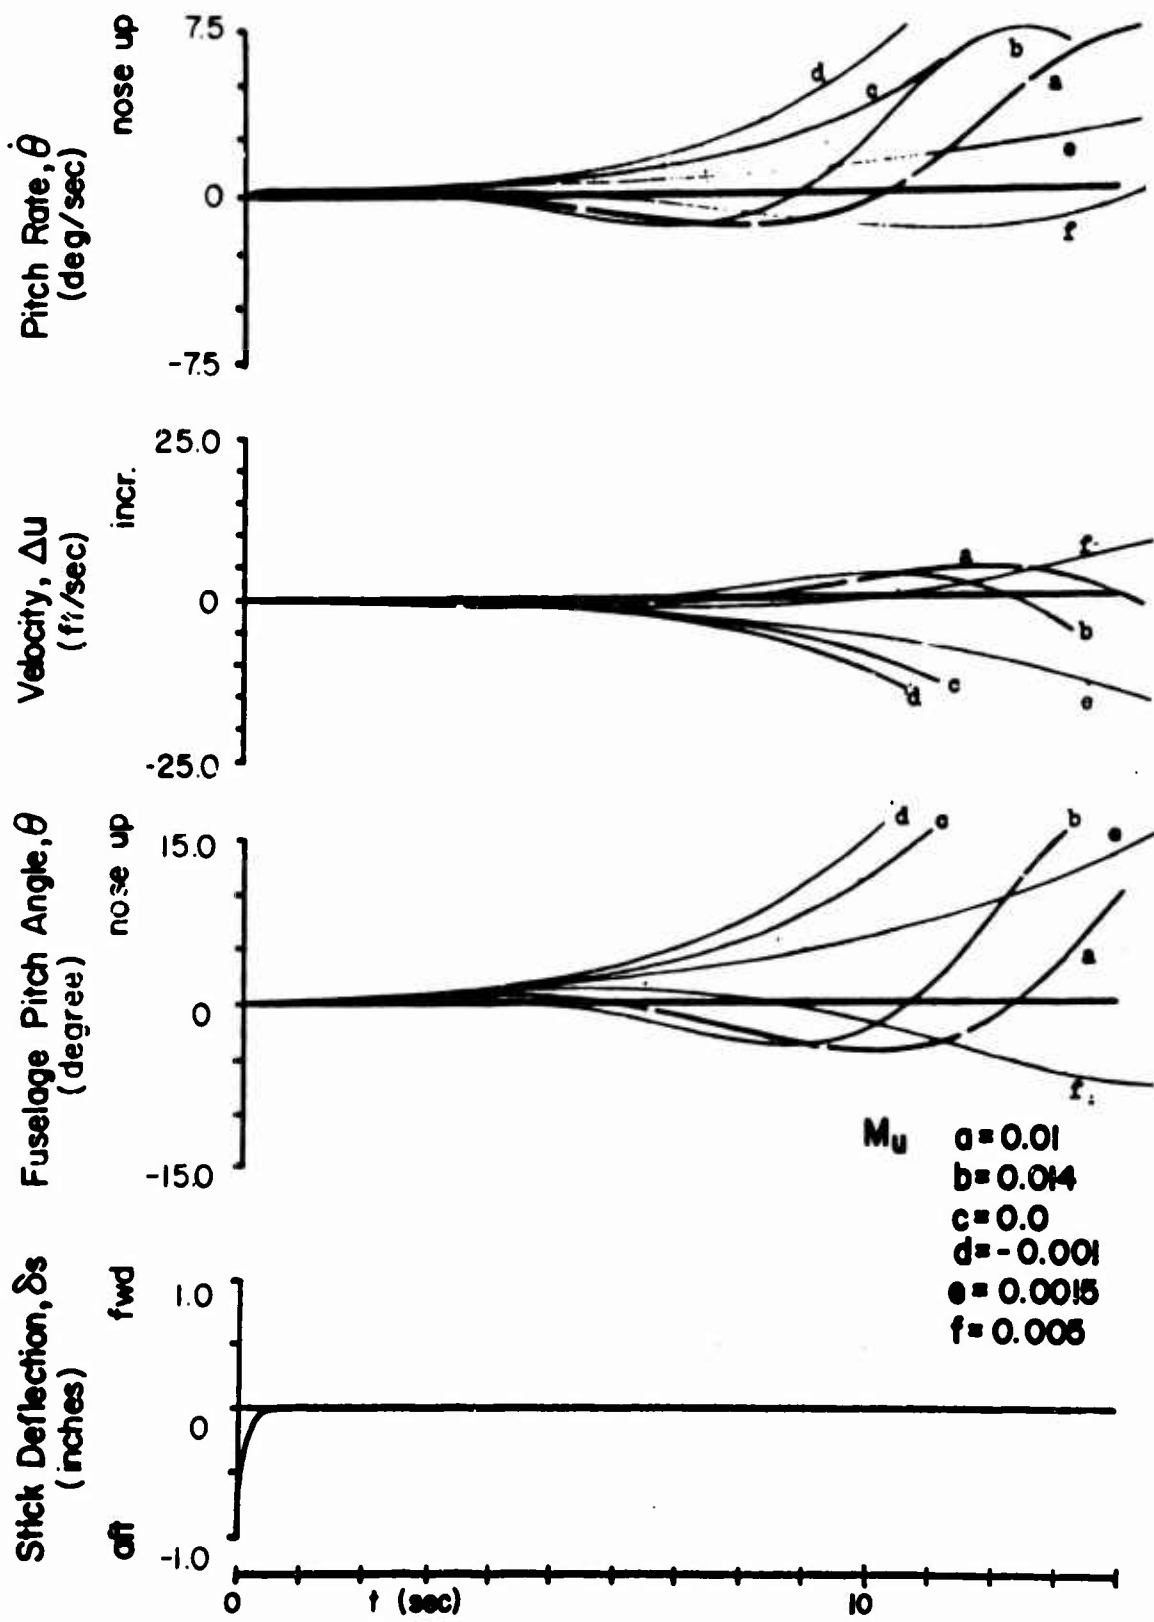 Pitch Rate, θ̇
(deg/sec)
nose up
7.5
0
-7.5
d
c
b
a
e
f
Velocity, Δu
(ft/sec)
incr.
25.0
0
-25.0
a
f
b
c
d
e
Fuselage Pitch Angle, θ
(degree)
nose up
15.0
0
-15.0
d
c
b
e
a
f
Mu
a = 0.01
b = 0.014
c = 0.0
d = -0.001
e = 0.0015
f = 0.005
Stick Deflection, δs
(inches)
aft fwd
1.0
0
-1.0
0 t (sec) 10